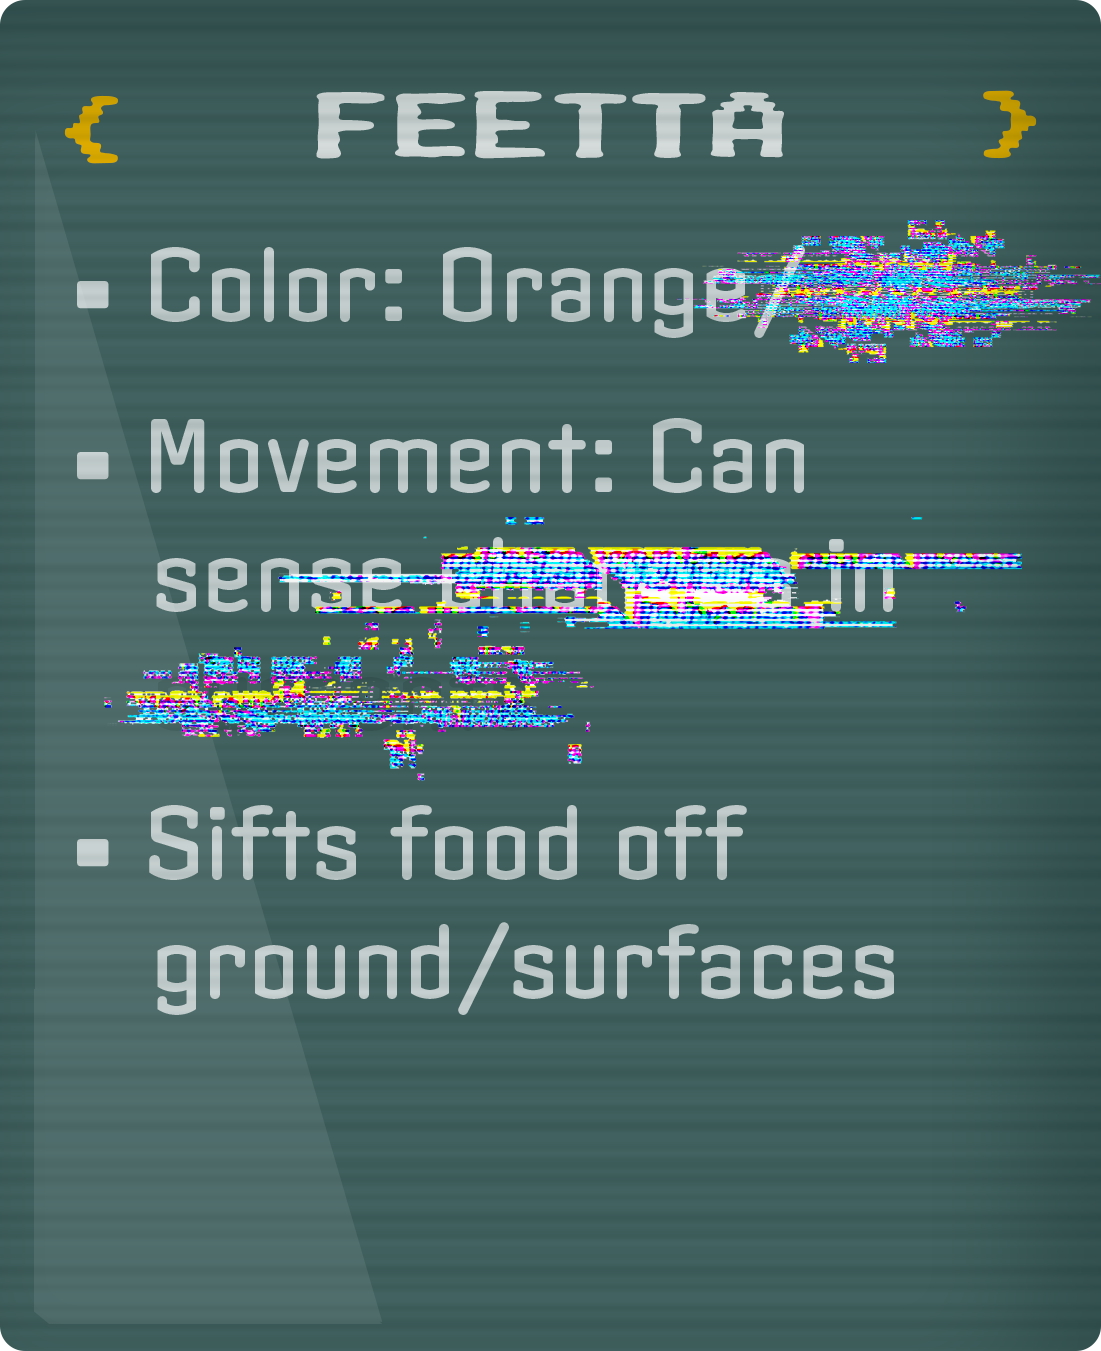 FEETTA
▪ Color: Orange/
▪ Movement: Can
sense in
▪ Sifts food off
ground/surfaces